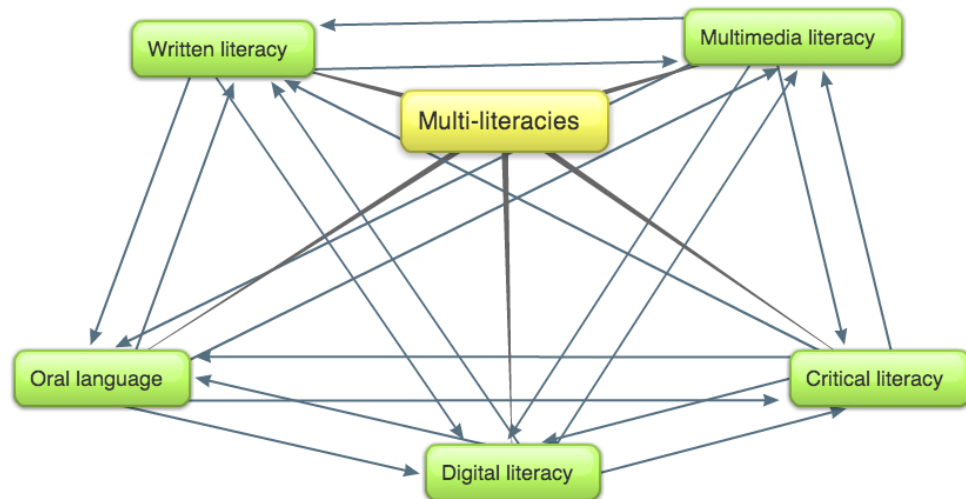 Written literacy
Multimedia literacy
Multi-literacies
Oral language
Critical literacy
Digital literacy